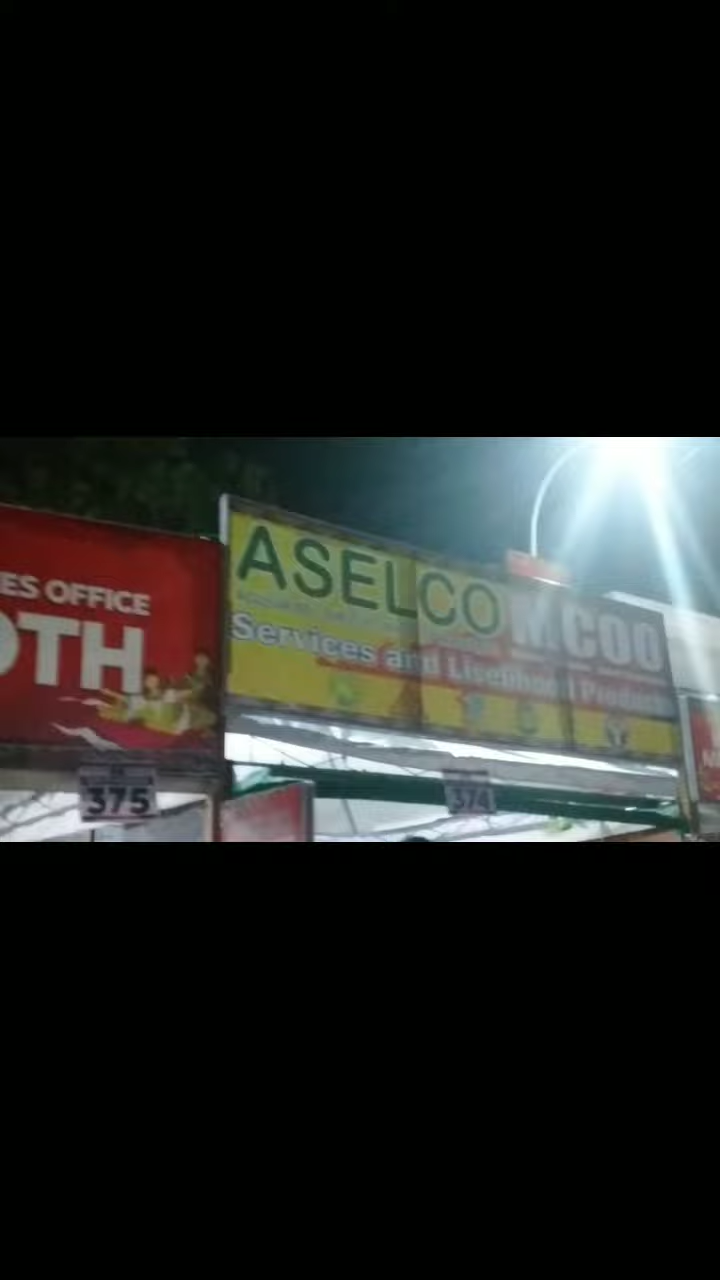 ES OFFICE
OTH
375
ASELCO MCOO
Services and Livelihood Products
374